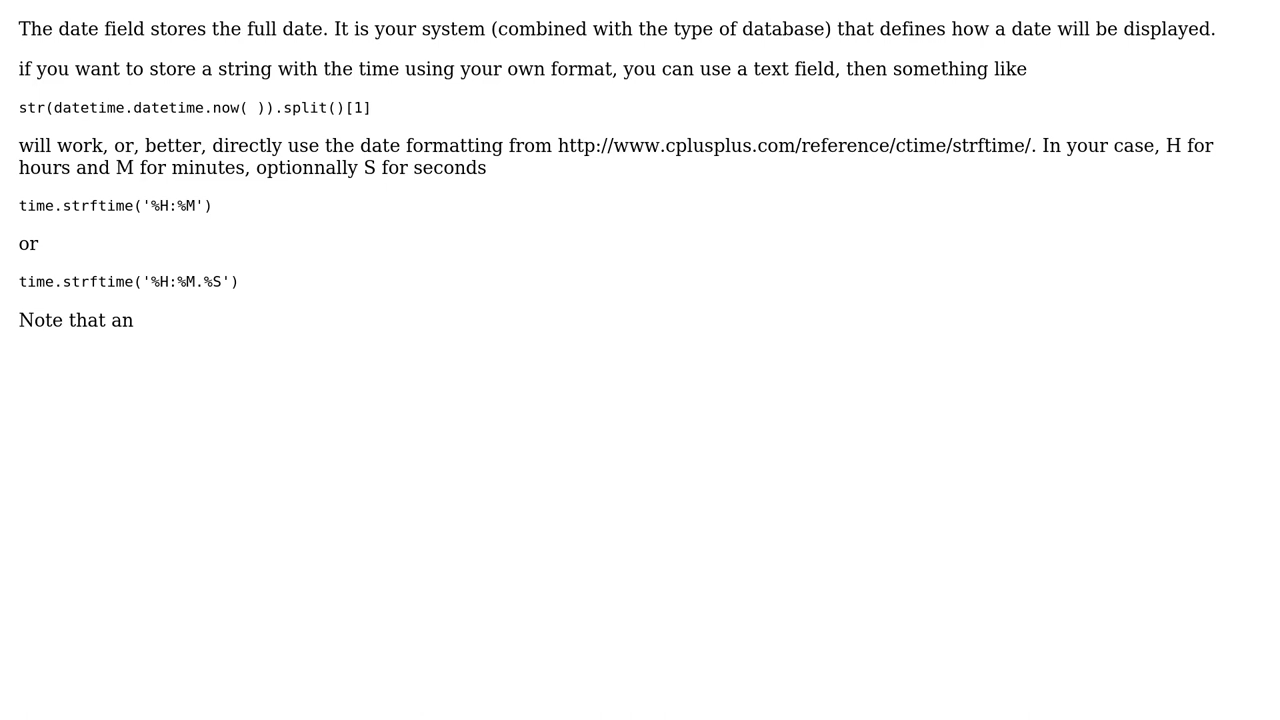 The date field stores the full date. It is your system (combined with the type of database) that defines how a date will be displayed.
if you want to store a string with the time using your own format, you can use a text field, then something like
str(datetime.datetime.now( )).split()[1]
will work, or, better, directly use the date formatting from http://www.cplusplus.com/reference/ctime/strftime/. In your case, H for
hours and M for minutes, optionnally S for seconds
time.strftime('%H:%M')
or
time.strftime('%H:%M.%S')
Note that an